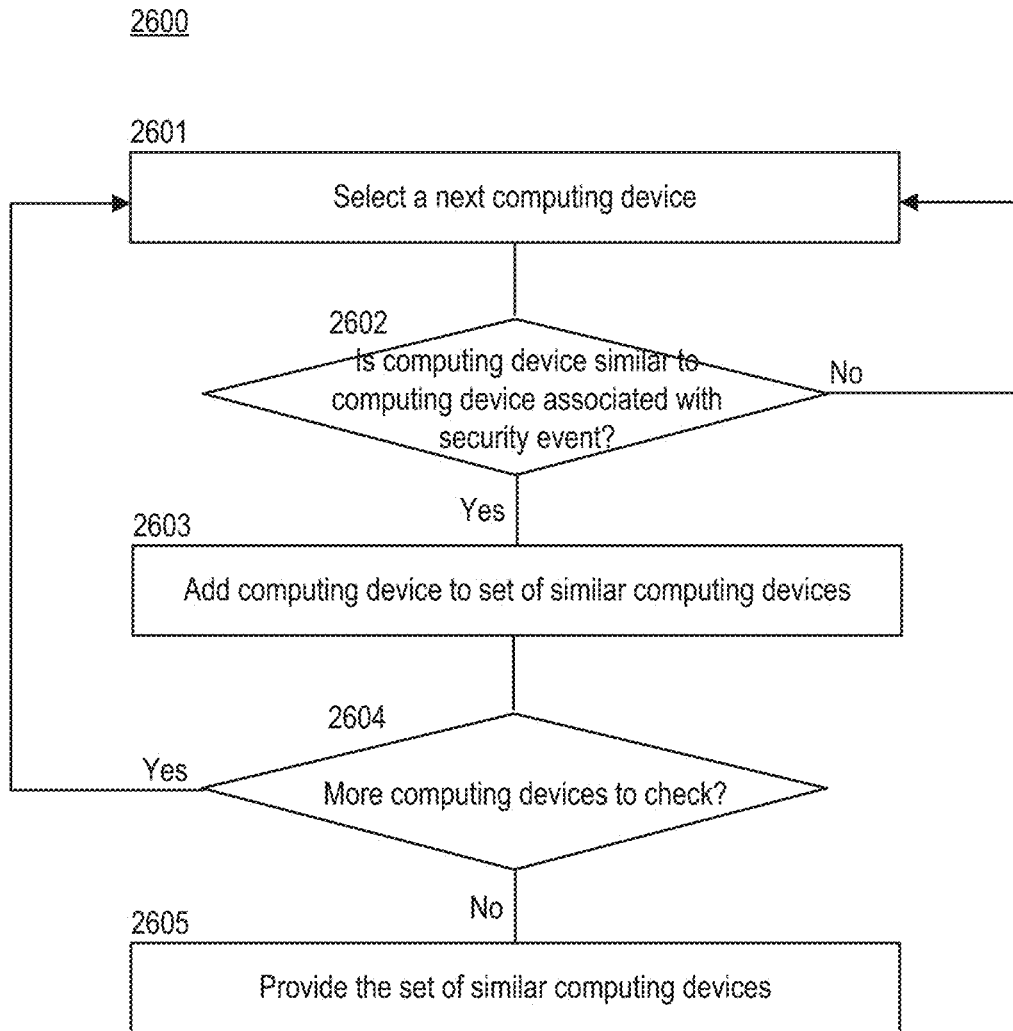 2600
2601
Select a next computing device
2602
Is computing device similar to
computing device associated with
security event?
No
Yes
2603
Add computing device to set of similar computing devices
2604
Yes
More computing devices to check?
No
2605
Provide the set of similar computing devices